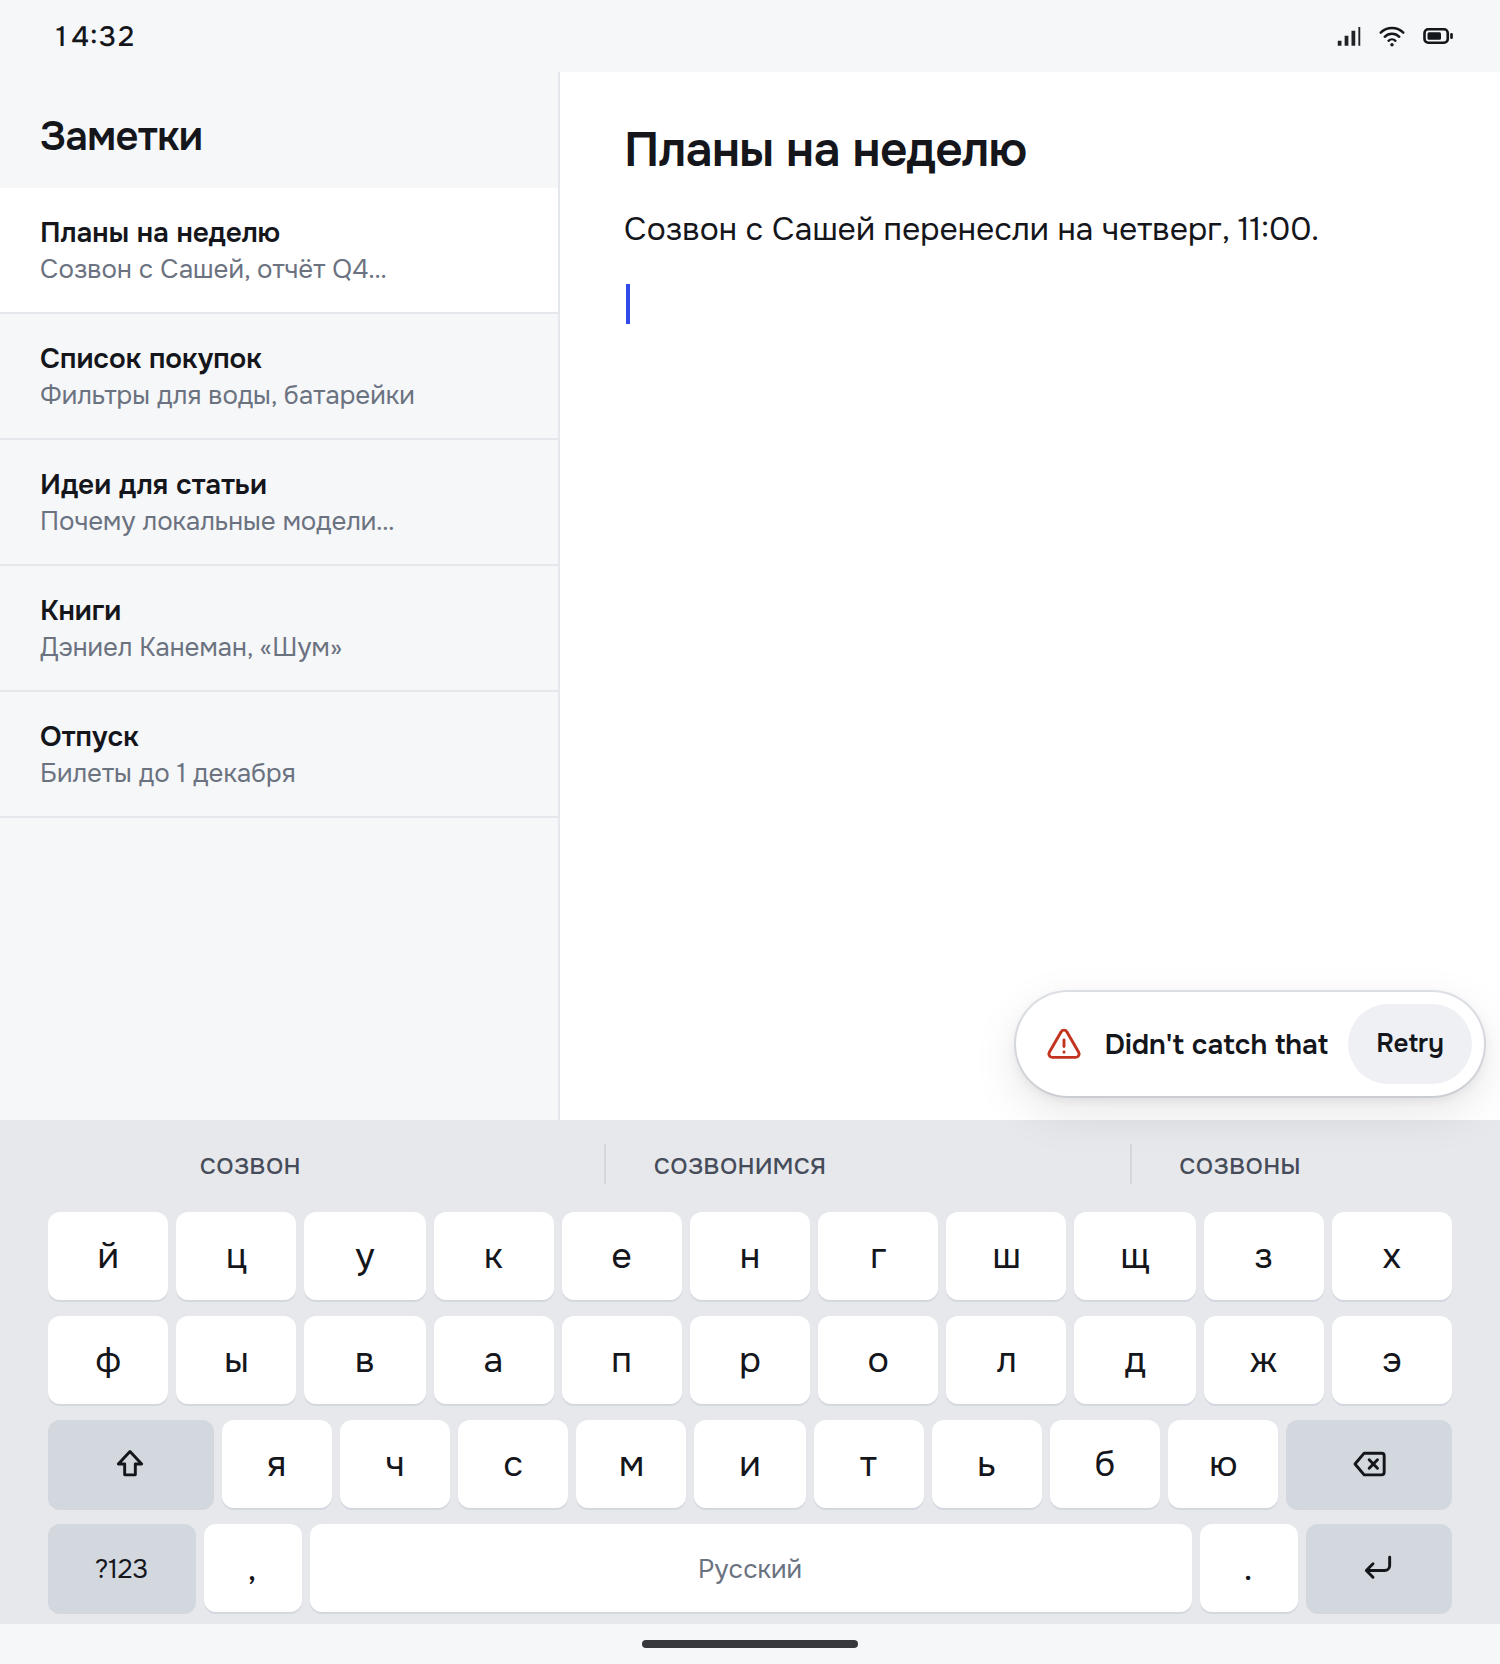 14:32
Заметки
Планы на неделю
Созвон с Сашей, отчёт Q4...
Список покупок
Фильтры для воды, батарейки
Идеи для статьи
Почему локальные модели...
Книги
Дэниел Канеман, «Шум»
Отпуск
Билеты до 1 декабря
Планы на неделю
Созвон с Сашей перенесли на четверг, 11:00.
Didn't catch that
Retry
созвон созвонимся созвоны
й ц у к е н г ш щ з х
ф ы в а п р о л д ж э
я ч с м и т ь б ю
?123 , Русский .